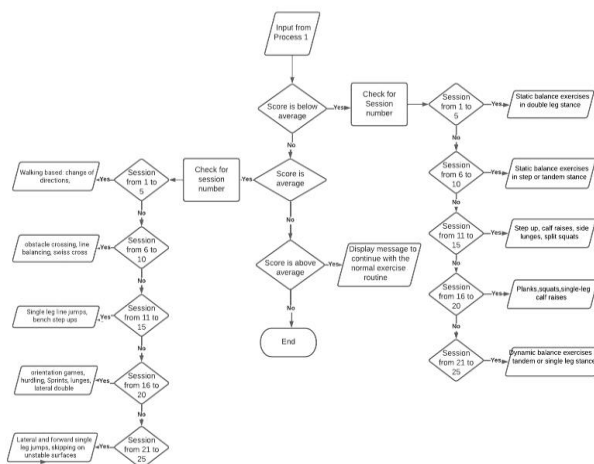 Input from
Process 1
Score is below
average
Yes
Check for
Session
number
Session
from 1 to
5
Yes
Static balance exercises
in double leg stance
No
No
Session
from 6 to
10
Yes
Static balance exercises
in step or tandem stance
No
Session
from 11 to
15
Yes
Step up, calf raises, side
lunges, split squats
No
Session
from 16 to
20
Yes
Planks,squats,single-leg
calf raises
No
Session
from 21 to
25
Yes
Dynamic balance exercises
tandem or single leg stance
Score is
average
Yes
Check for
session
number
Session
from 1 to
5
Yes
Walking based: change of
directions,
No
Session
from 6 to
10
Yes
obstacle crossing, line
balancing, swiss cross
No
Session
from 11 to
15
Yes
Single leg line jumps,
bench step ups
No
Session
from 16 to
20
Yes
orientation games,
hurdling, Sprints, lunges,
lateral double
No
Session
from 21 to
25
Yes
Lateral and forward single
leg jumps, skipping on
unstable surfaces
No
Score is above
average
Yes
Display message to
continue with the
normal exercise
routine
No
End